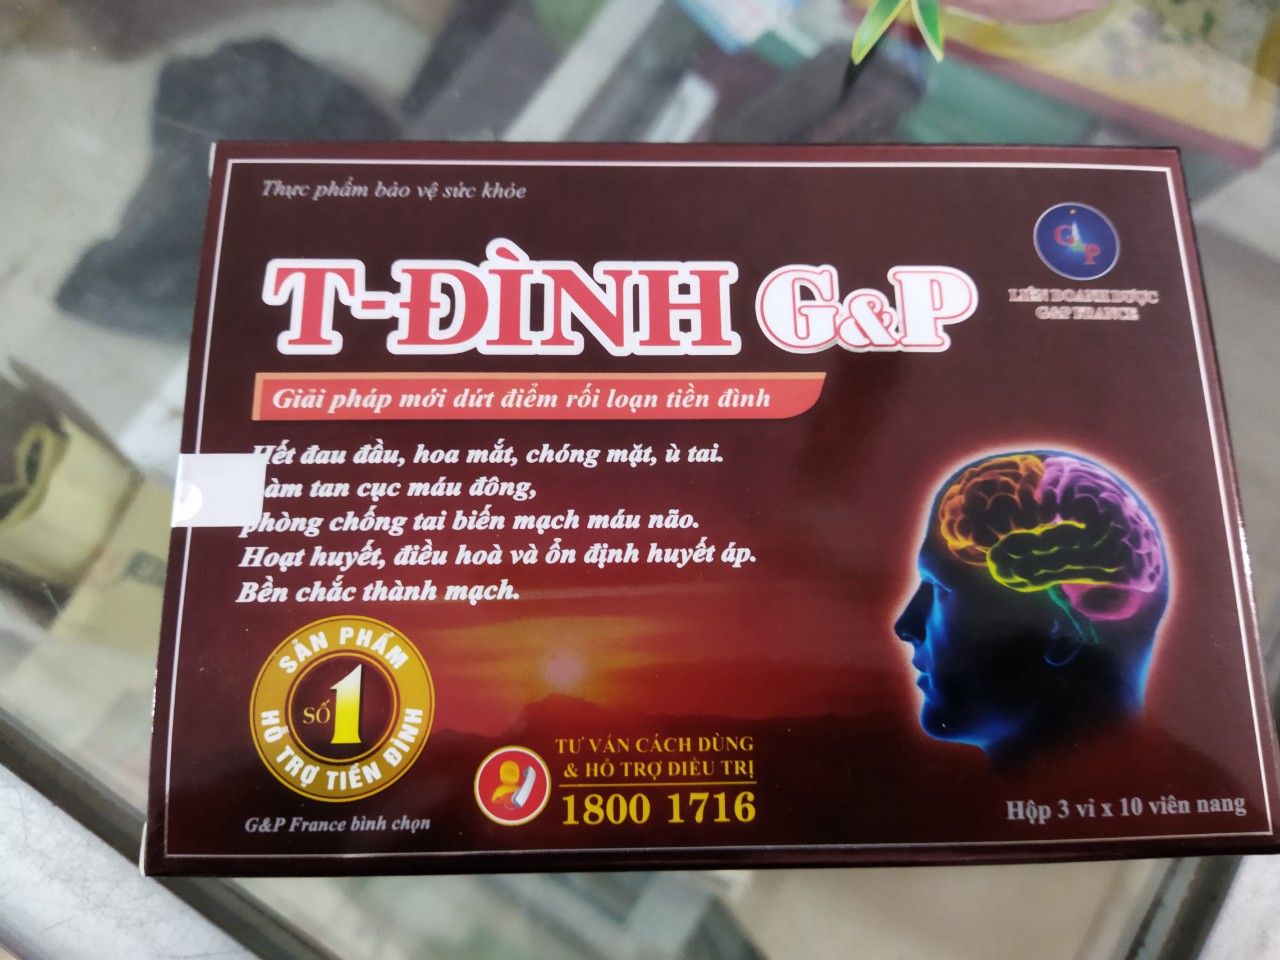 Thực phẩm bảo vệ sức khỏe
T-ĐÌNH G&P
G&P
LIÊN DOANH DƯỢC
G&P FRANCE
Giải pháp mới dứt điểm rối loạn tiền đình
Hết đau đầu, hoa mắt, chóng mặt, ù tai.
àm tan cục máu đông,
phòng chống tai biến mạch máu não.
Hoạt huyết, điều hoà và ổn định huyết áp.
Bền chắc thành mạch.
SẢN PHẨM
SỐ 1
HỖ TRỢ TIỀN ĐÌNH
G&P France bình chọn
TƯ VẤN CÁCH DÙNG
& HỖ TRỢ ĐIỀU TRỊ
1800 1716
Hộp 3 vỉ x 10 viên nang